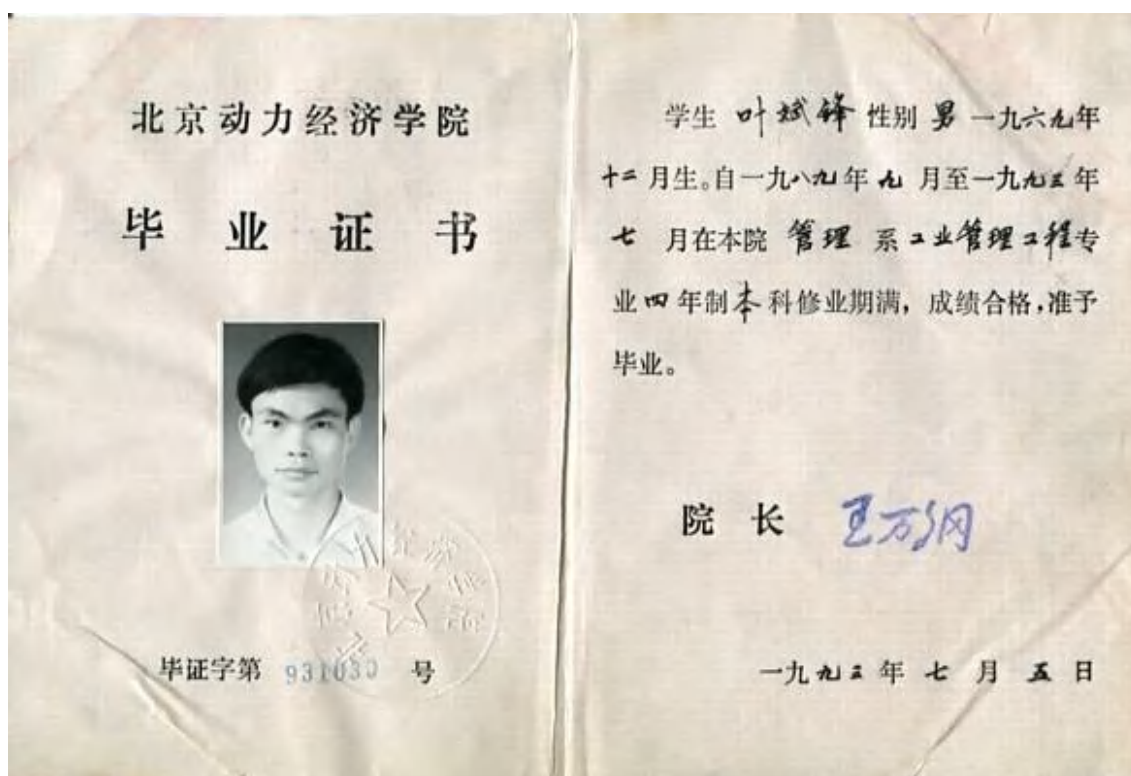 北京动力经济学院
毕业证书
毕证字第 931030 号
学生 叶斌锋 性别 男 一九六九年
十二月生。自一九八九年九月至一九九三年
七 月在本院 管理 系工业管理工程专
业四年制本科修业期满，成绩合格，准予
毕业。
院 长 王万纲
一九九三年 七 月 五 日